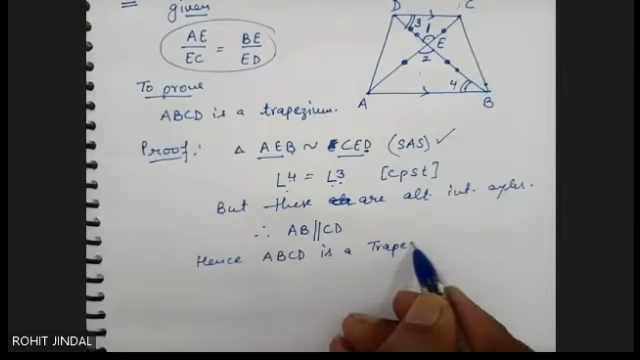 given
AE/EC = BE/ED
D C
3 1
E
2
4
A B
To prove
ABCD is a trapezium.
Proof: △ AEB ~ CED (SAS) ✓
∠4 = ∠3 [cpst]
But these are alt. int. angles.
∴ AB||CD
Hence ABCD is a Trape
ROHIT JINDAL